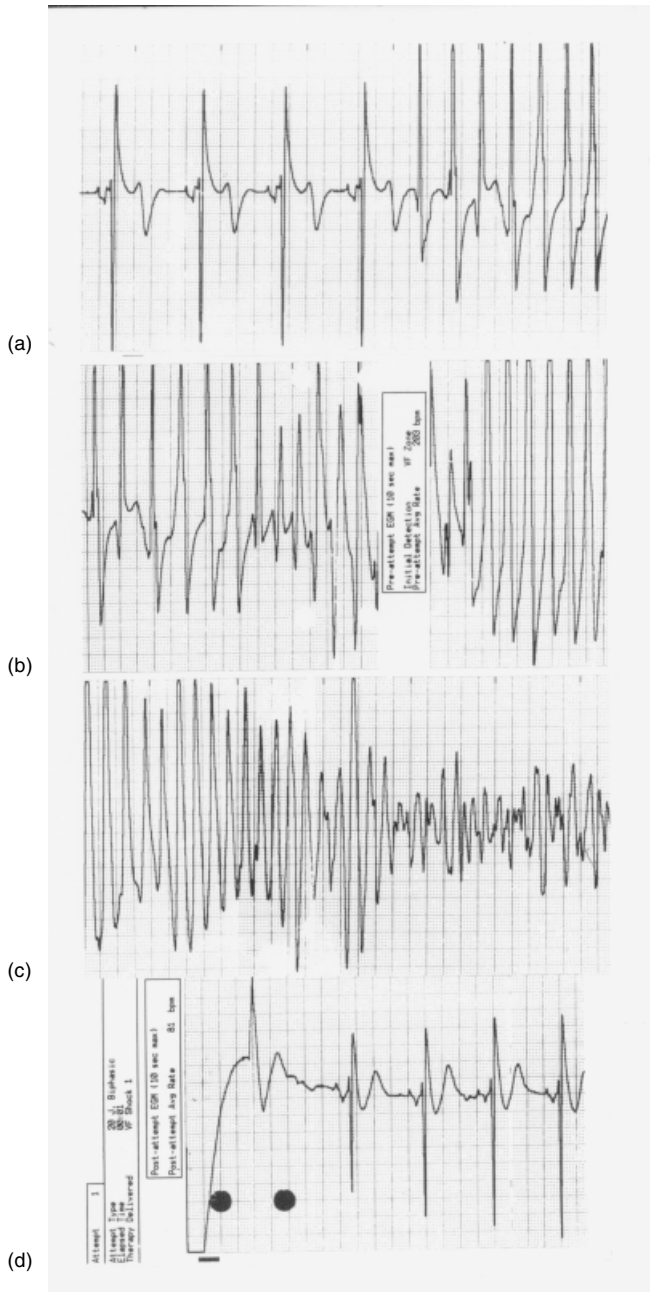 (a)
(b)
Pre-attempt EGM (10 sec max)
Initial Detection VF Zone
Pre-attempt Avg Rate 203 bpm
(c)
Attempt 1
Attempt Type 20 J, Biphasic
Elapsed Time 00:01
Therapy Delivered VF Shock 1
Post-attempt EGM (10 sec max)
Post-attempt Avg Rate 81 bpm
(d)